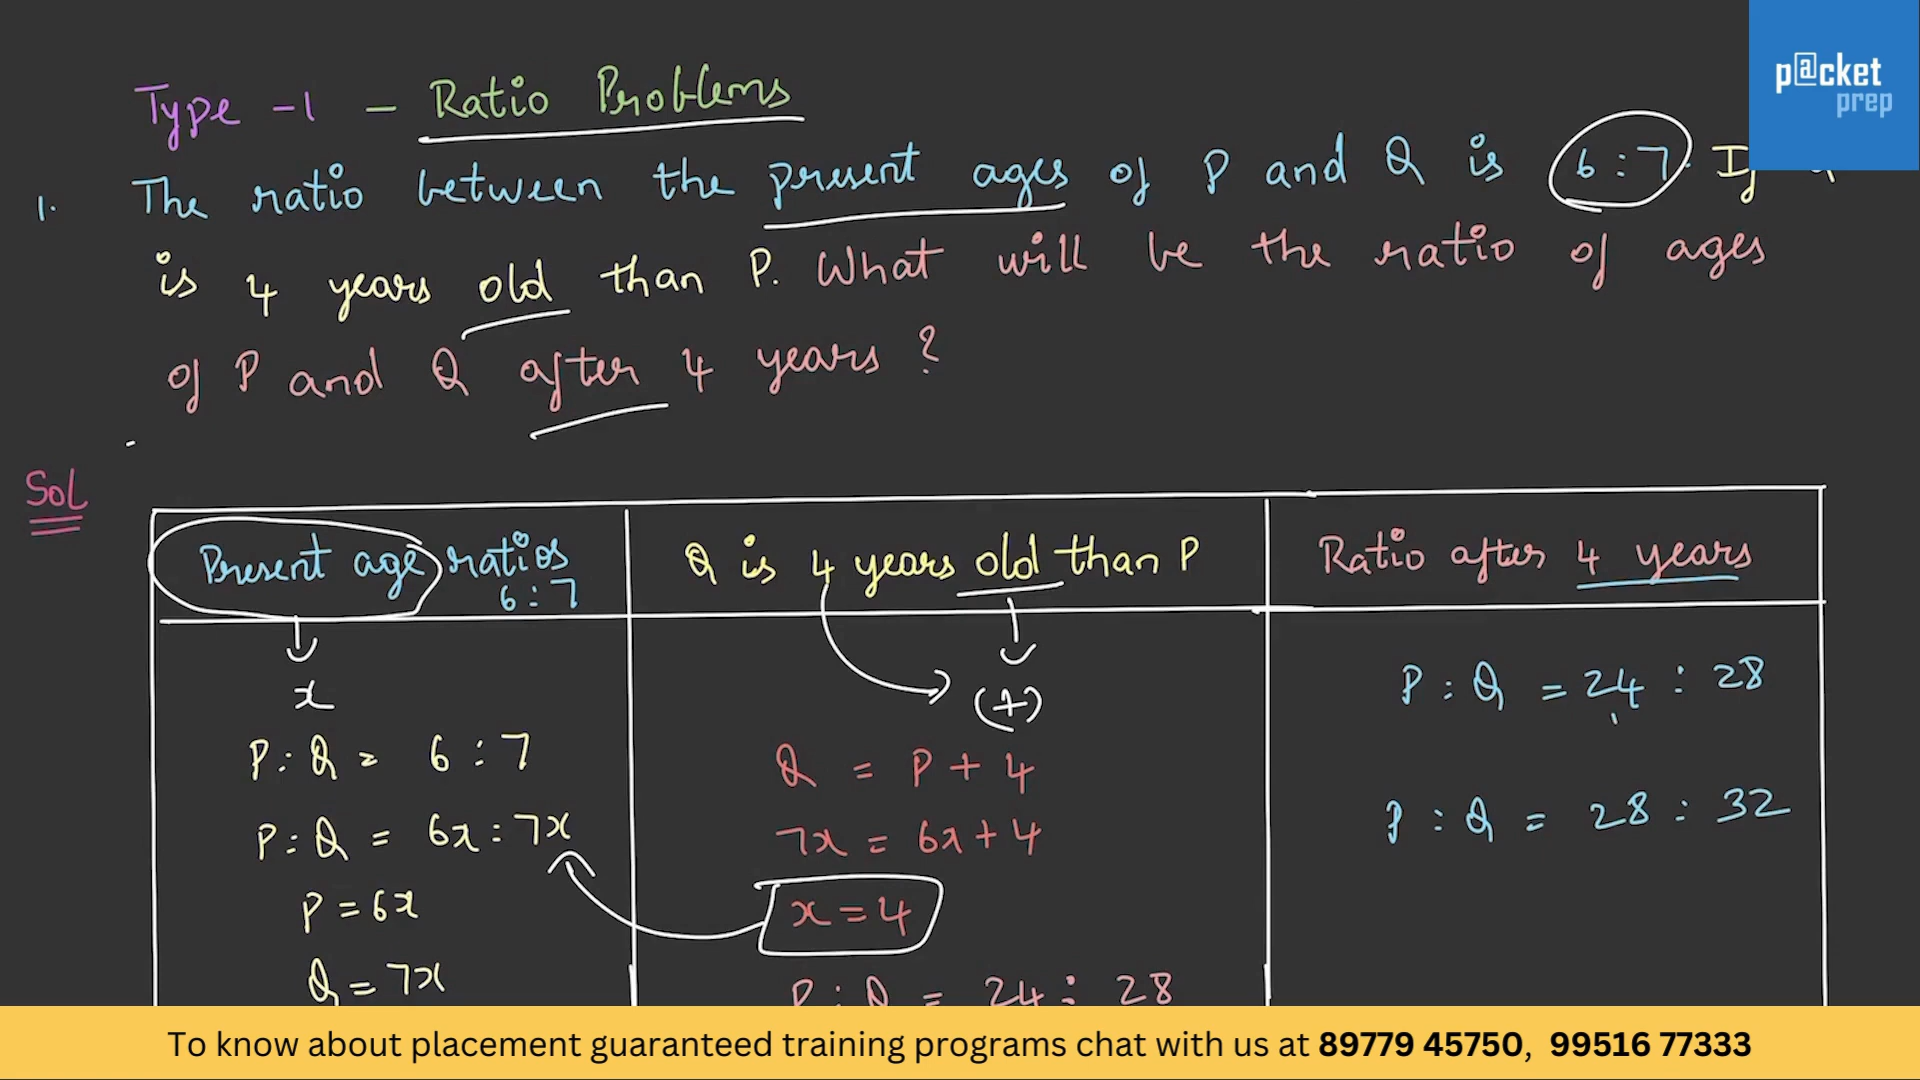 p@cket
prep
Type -1 - Ratio Problems
1. The ratio between the present ages of P and Q is 6:7. If
is 4 years old than P. What will be the ratio of ages
of P and Q after 4 years?
Sol
Present age ratios
6:7
x
P:Q = 6:7
P:Q = 6x:7x
P=6x
Q=7x
Q is 4 years old than P
(+)
Q = P+4
7x = 6x+4
x=4
P:Q = 24:28
Ratio after 4 years
P:Q = 24:28
P:Q = 28:32
To know about placement guaranteed training programs chat with us at 89779 45750, 99516 77333